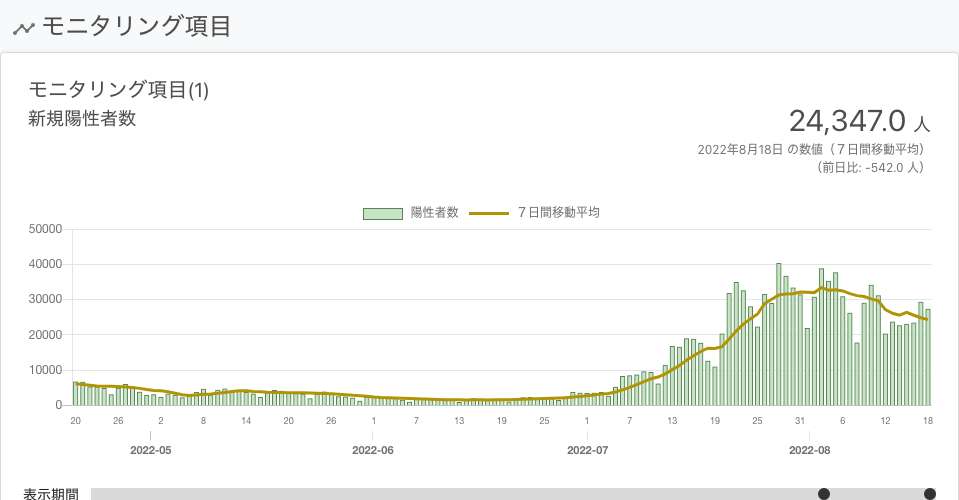 モニタリング項目
モニタリング項目(1)
新規陽性者数
24,347.0 人
2022年8月18日 の数値（７日間移動平均）
（前日比: -542.0 人）
陽性者数 ７日間移動平均
50000
40000
30000
20000
10000
0
20 26 2 8 14 20 26 1 7 13 19 25 1 7 13 19 25 31 6 12 18
2022-05 2022-06 2022-07 2022-08
表示期間